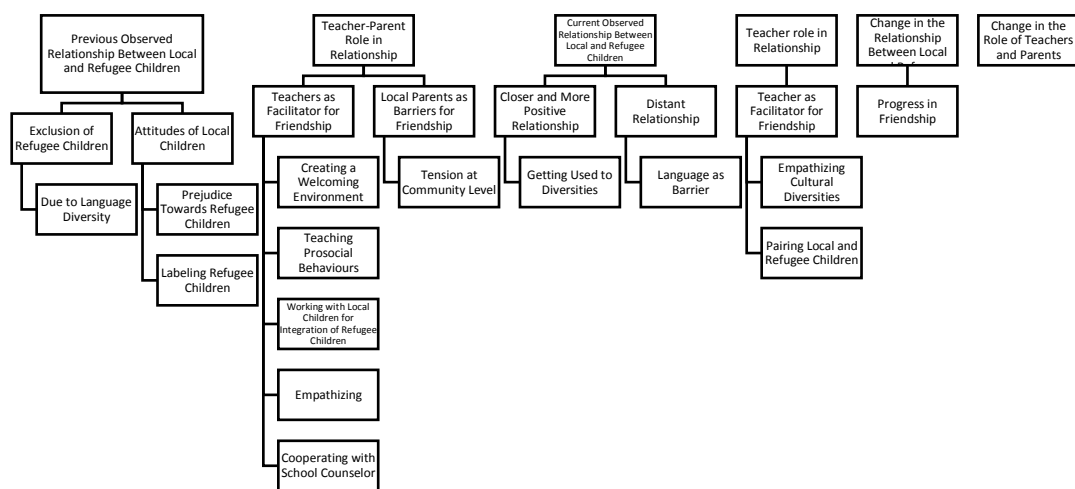 Previous Observed
Relationship Between Local
and Refugee Children
Exclusion of
Refugee Children
Due to Language
Diversity
Attitudes of Local
Children
Prejudice
Towards Refugee
Children
Labeling Refugee
Children
Teacher-Parent
Role in
Relationship
Teachers as
Facilitator for
Friendship
Creating a
Welcoming
Environment
Teaching
Prosocial
Behaviours
Working with Local
Children for
Integration of Refugee
Children
Empathizing
Cooperating with
School Counselor
Local Parents as
Barriers for
Friendship
Tension at
Community Level
Current Observed
Relationship Between
Local and Refugee
Children
Closer and More
Positive
Relationship
Getting Used to
Diversities
Distant
Relationship
Language as
Barrier
Teacher role in
Relationship
Teacher as
Facilitator for
Friendship
Empathizing
Cultural
Diversities
Pairing Local and
Refugee Children
Change in the
Relationship
Between Local
Progress in
Friendship
Change in the
Role of Teachers
and Parents